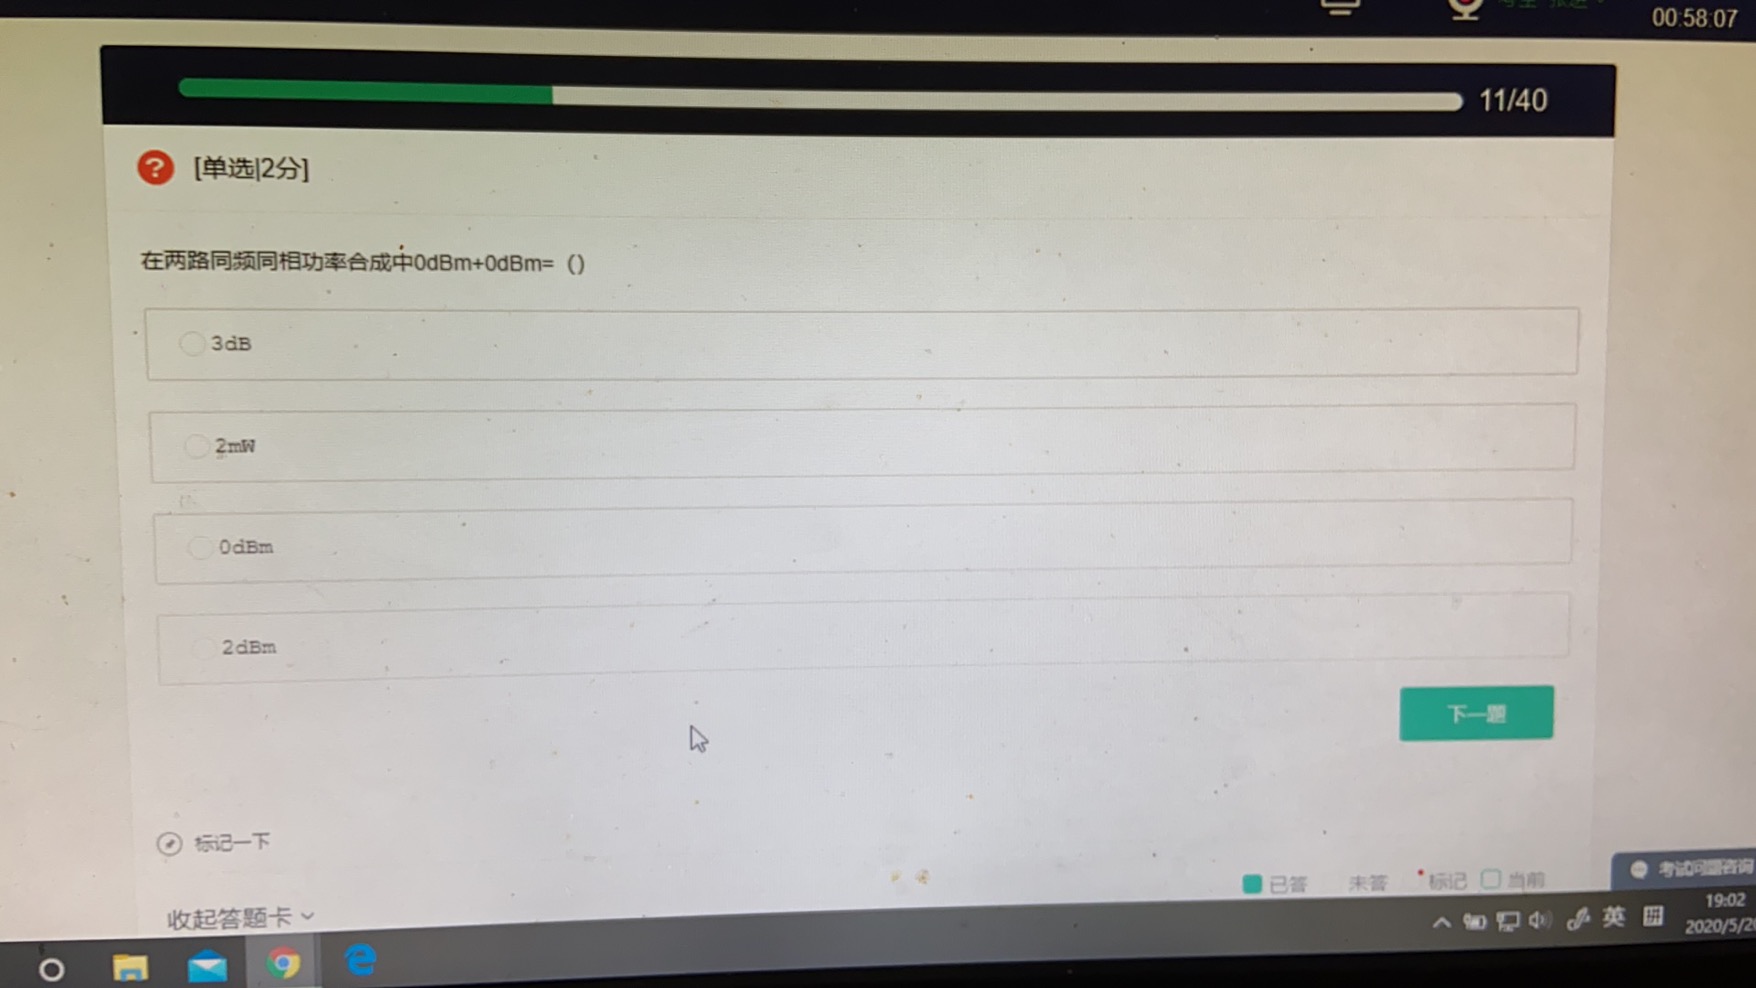 00:58:07
11/40
[单选|2分]
在两路同频同相功率合成中0dBm+0dBm=（）
3dB
2mW
0dBm
2dBm
下一题
标记一下
已答 未答 标记 当前
考试问题咨询
收起答题卡
英
19:02
2020/5/2